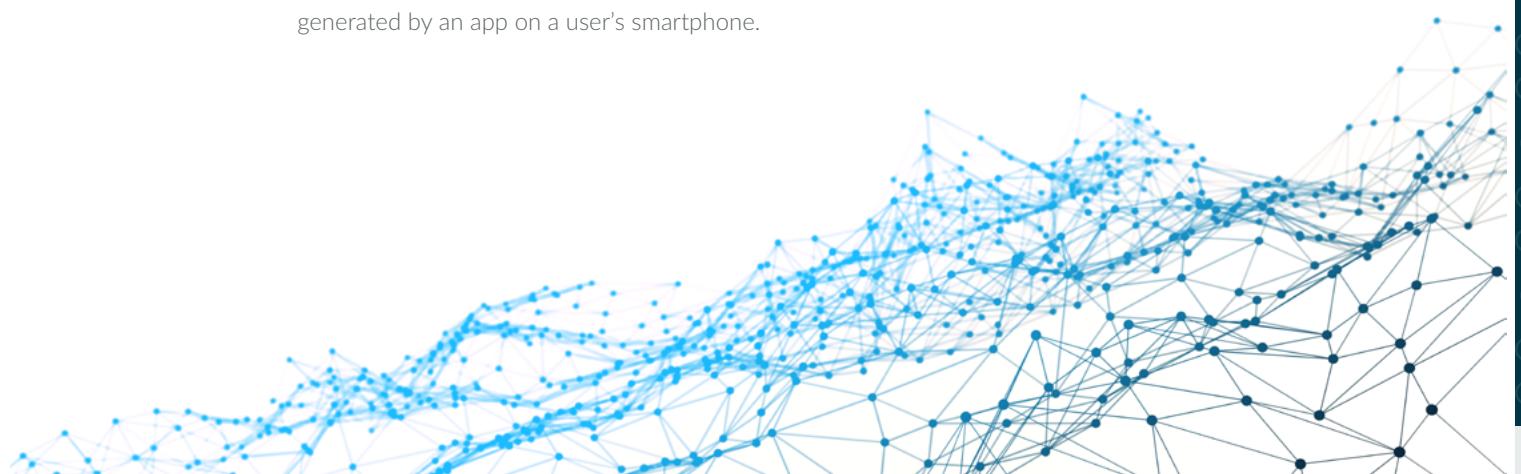 generated by an app on a user’s smartphone.